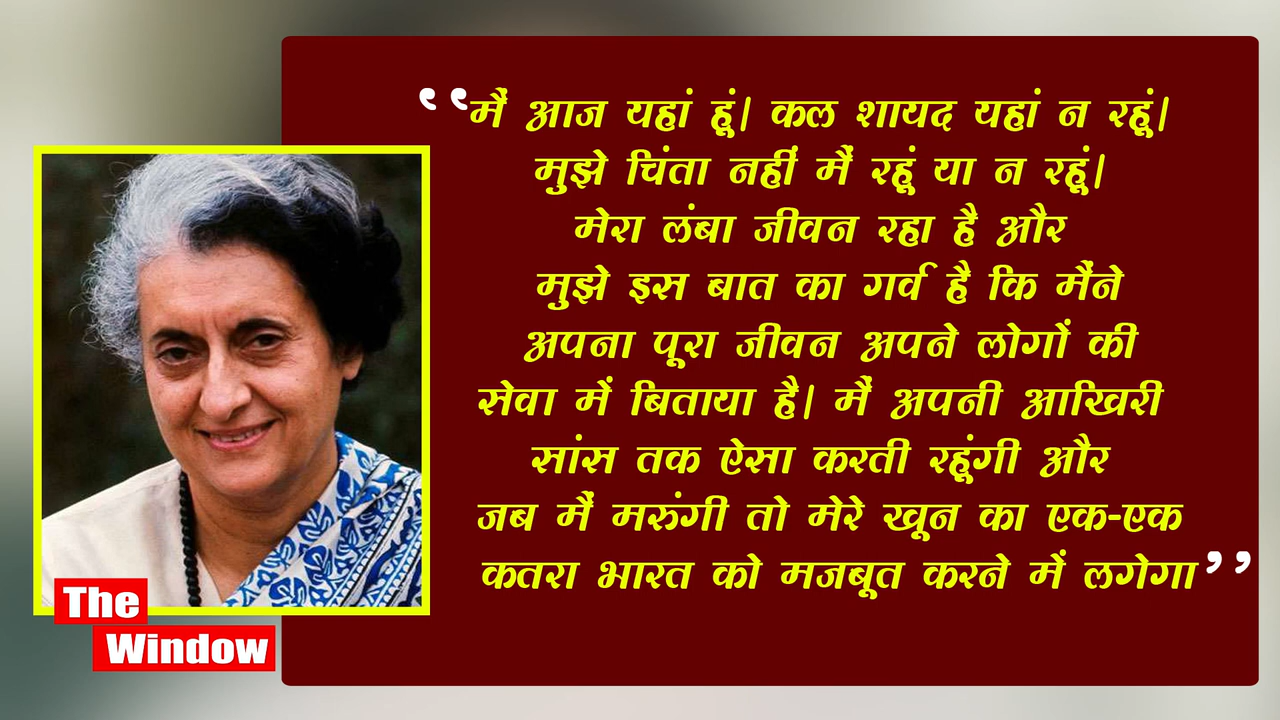 “मैं आज यहां हूं। कल शायद यहां न रहूं।
मुझे चिंता नहीं मैं रहूं या न रहूं।
मेरा लंबा जीवन रहा है और
मुझे इस बात का गर्व है कि मैंने
अपना पूरा जीवन अपने लोगों की
सेवा में बिताया है। मैं अपनी आखिरी
सांस तक ऐसा करती रहूंगी और
जब मैं मरुंगी तो मेरे खून का एक-एक
कतरा भारत को मजबूत करने में लगेगा”
The
Window